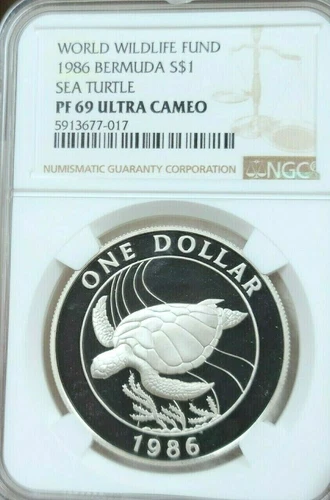 WORLD WILDLIFE FUND
1986 BERMUDA S$1
SEA TURTLE
PF 69 ULTRA CAMEO
5913677-017
NUMISMATIC GUARANTY CORPORATION NGC
ONE DOLLAR
1986